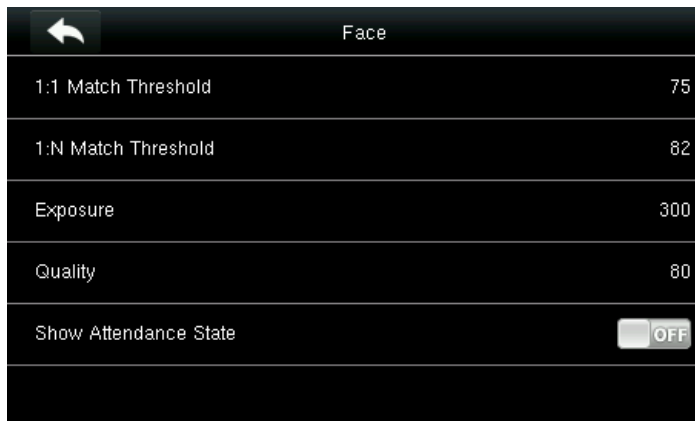 Face
1:1 Match Threshold 75
1:N Match Threshold 82
Exposure 300
Quality 80
Show Attendance State OFF